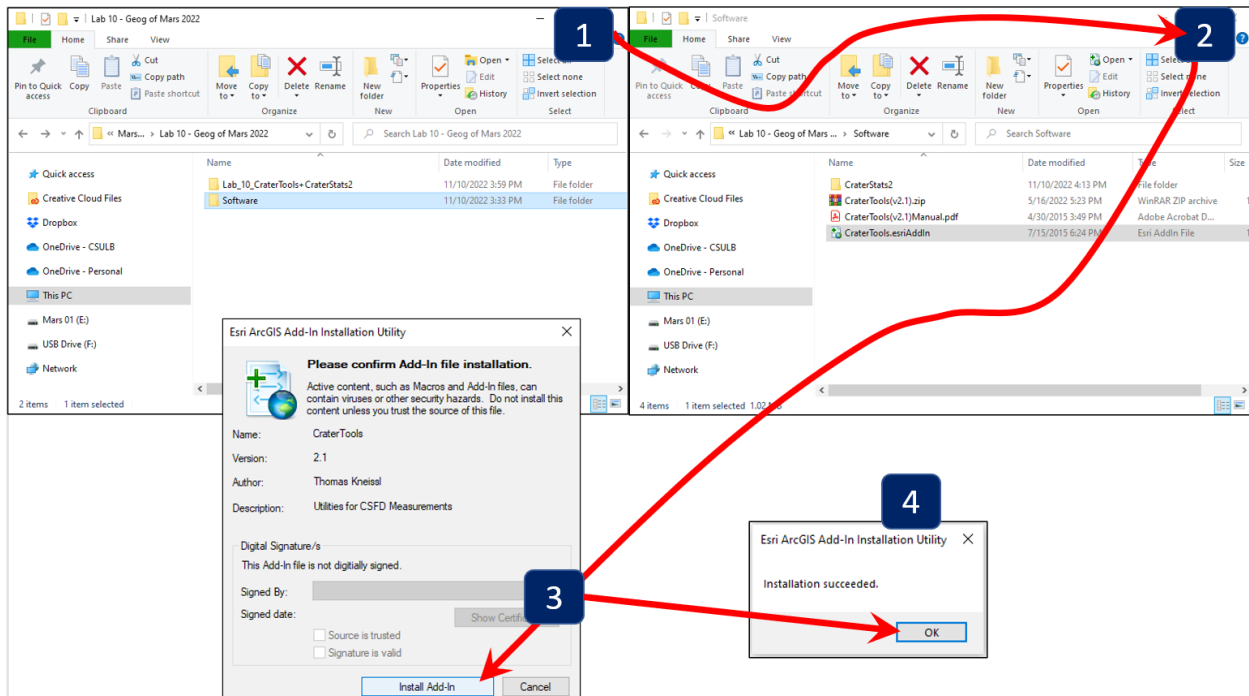 Lab 10 - Geog of Mars 2022
File Home Share View
Pin to Quick access
Copy
Paste
Cut
Copy path
Paste shortcut
Clipboard
Move to
Copy to
Delete
Rename
Organize
New folder
New
Properties
Open
Edit
History
Open
Select none
Invert selection
Select
« Mars... > Lab 10 - Geog of Mars 2022
Search Lab 10 - Geog of Mars 2022
Quick access
Creative Cloud Files
Dropbox
OneDrive - CSULB
OneDrive - Personal
This PC
Mars 01 (E:)
USB Drive (F:)
Network
Name Date modified Type
Lab_10_CraterTools+CraterStats2 11/10/2022 3:59 PM File folder
Software 11/10/2022 3:33 PM File folder
2 items 1 item selected
1
Software
File Home Share View
Pin to Quick access
Copy
Paste
Cut
Copy path
Paste shortcut
Clipboard
Move to
Copy to
Delete
Rename
Organize
New folder
New
Properties
Open
Edit
History
Open
Select none
Invert selection
Select
« Lab 10 - Geog of Mars ... > Software
Search Software
Quick access
Creative Cloud Files
Dropbox
OneDrive - CSULB
OneDrive - Personal
This PC
Mars 01 (E:)
USB Drive (F:)
Network
Name Date modified Type Size
CraterStats2 11/10/2022 4:13 PM File folder
CraterTools(v2.1).zip 5/16/2022 5:23 PM WinRAR ZIP archive
CraterTools(v2.1)Manual.pdf 4/30/2015 3:49 PM Adobe Acrobat D...
CraterTools.esriAddIn 7/15/2015 6:24 PM Esri AddIn File
4 items 1 item selected 1.02
2
Esri ArcGIS Add-In Installation Utility
Please confirm Add-In file installation.
Active content, such as Macros and Add-In files, can
contain viruses or other security hazards. Do not install this
content unless you trust the source of this file.
Name: CraterTools
Version: 2.1
Author: Thomas Kneissl
Description: Utilities for CSFD Measurements
Digital Signature/s
This Add-In file is not digitially signed.
Signed By:
Signed date:
Show
Source is trusted
Signature is valid
Install Add-In Cancel
3
4
Esri ArcGIS Add-In Installation Utility
Installation succeeded.
OK